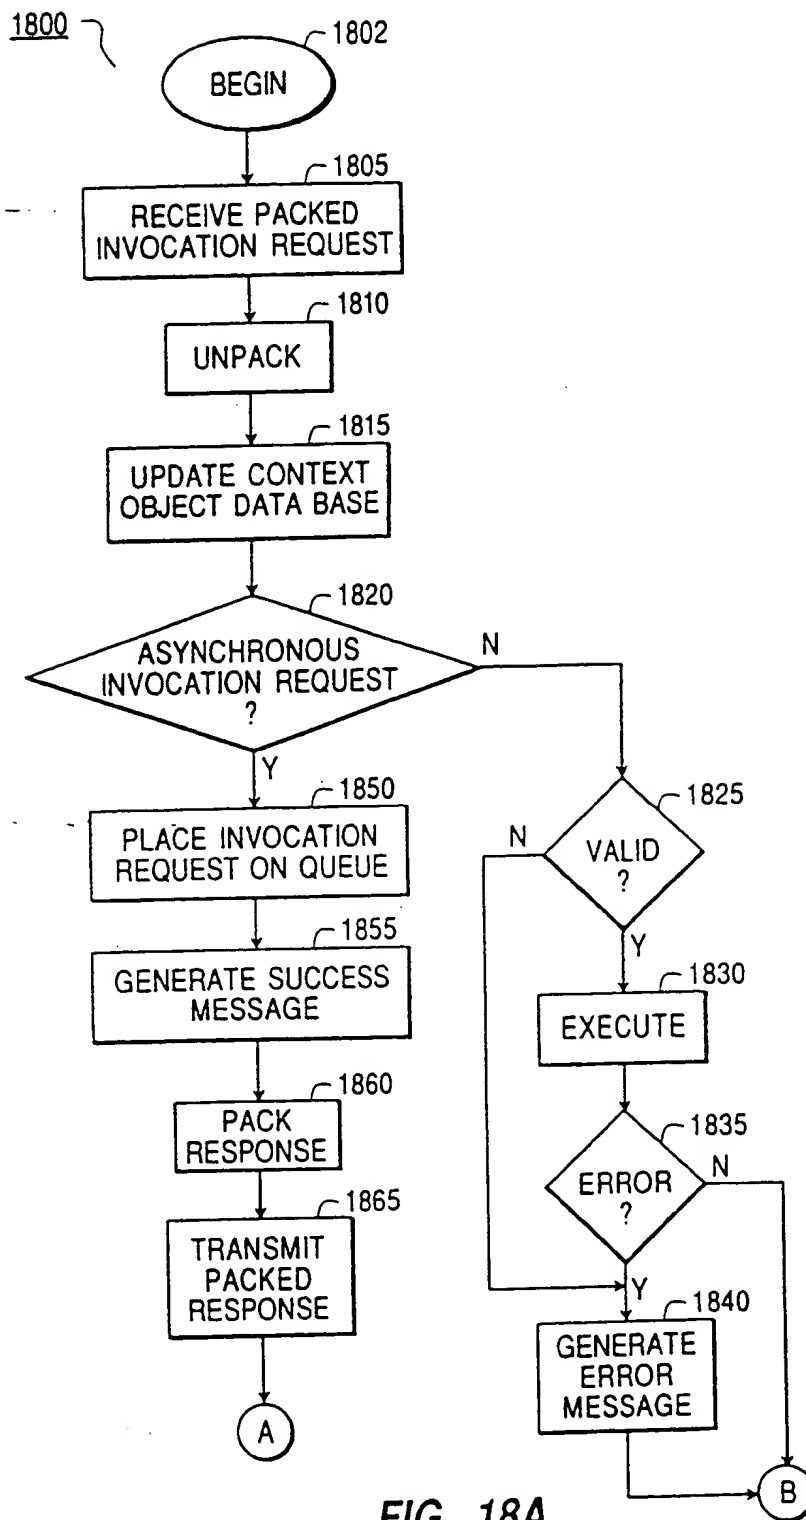 1800
1802
BEGIN
1805
RECEIVE PACKED
INVOCATION REQUEST
1810
UNPACK
1815
UPDATE CONTEXT
OBJECT DATA BASE
1820
ASYNCHRONOUS
INVOCATION REQUEST
?
N
Y
1850
PLACE INVOCATION
REQUEST ON QUEUE
1855
GENERATE SUCCESS
MESSAGE
1860
PACK
RESPONSE
1865
TRANSMIT
PACKED
RESPONSE
A
1825
VALID
?
N
Y
1830
EXECUTE
1835
ERROR
?
N
Y
1840
GENERATE
ERROR
MESSAGE
B
FIG. 18A